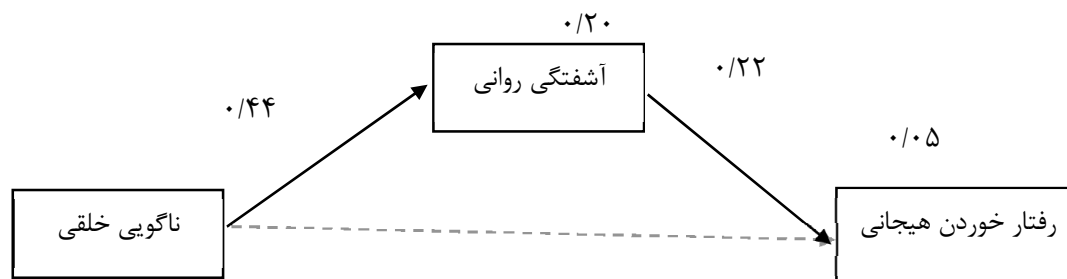 ۰/۲۰
آشفتگی روانی
۰/۲۲
۰/۴۴
۰/۰۵
ناگویی خلقی
رفتار خوردن هیجانی